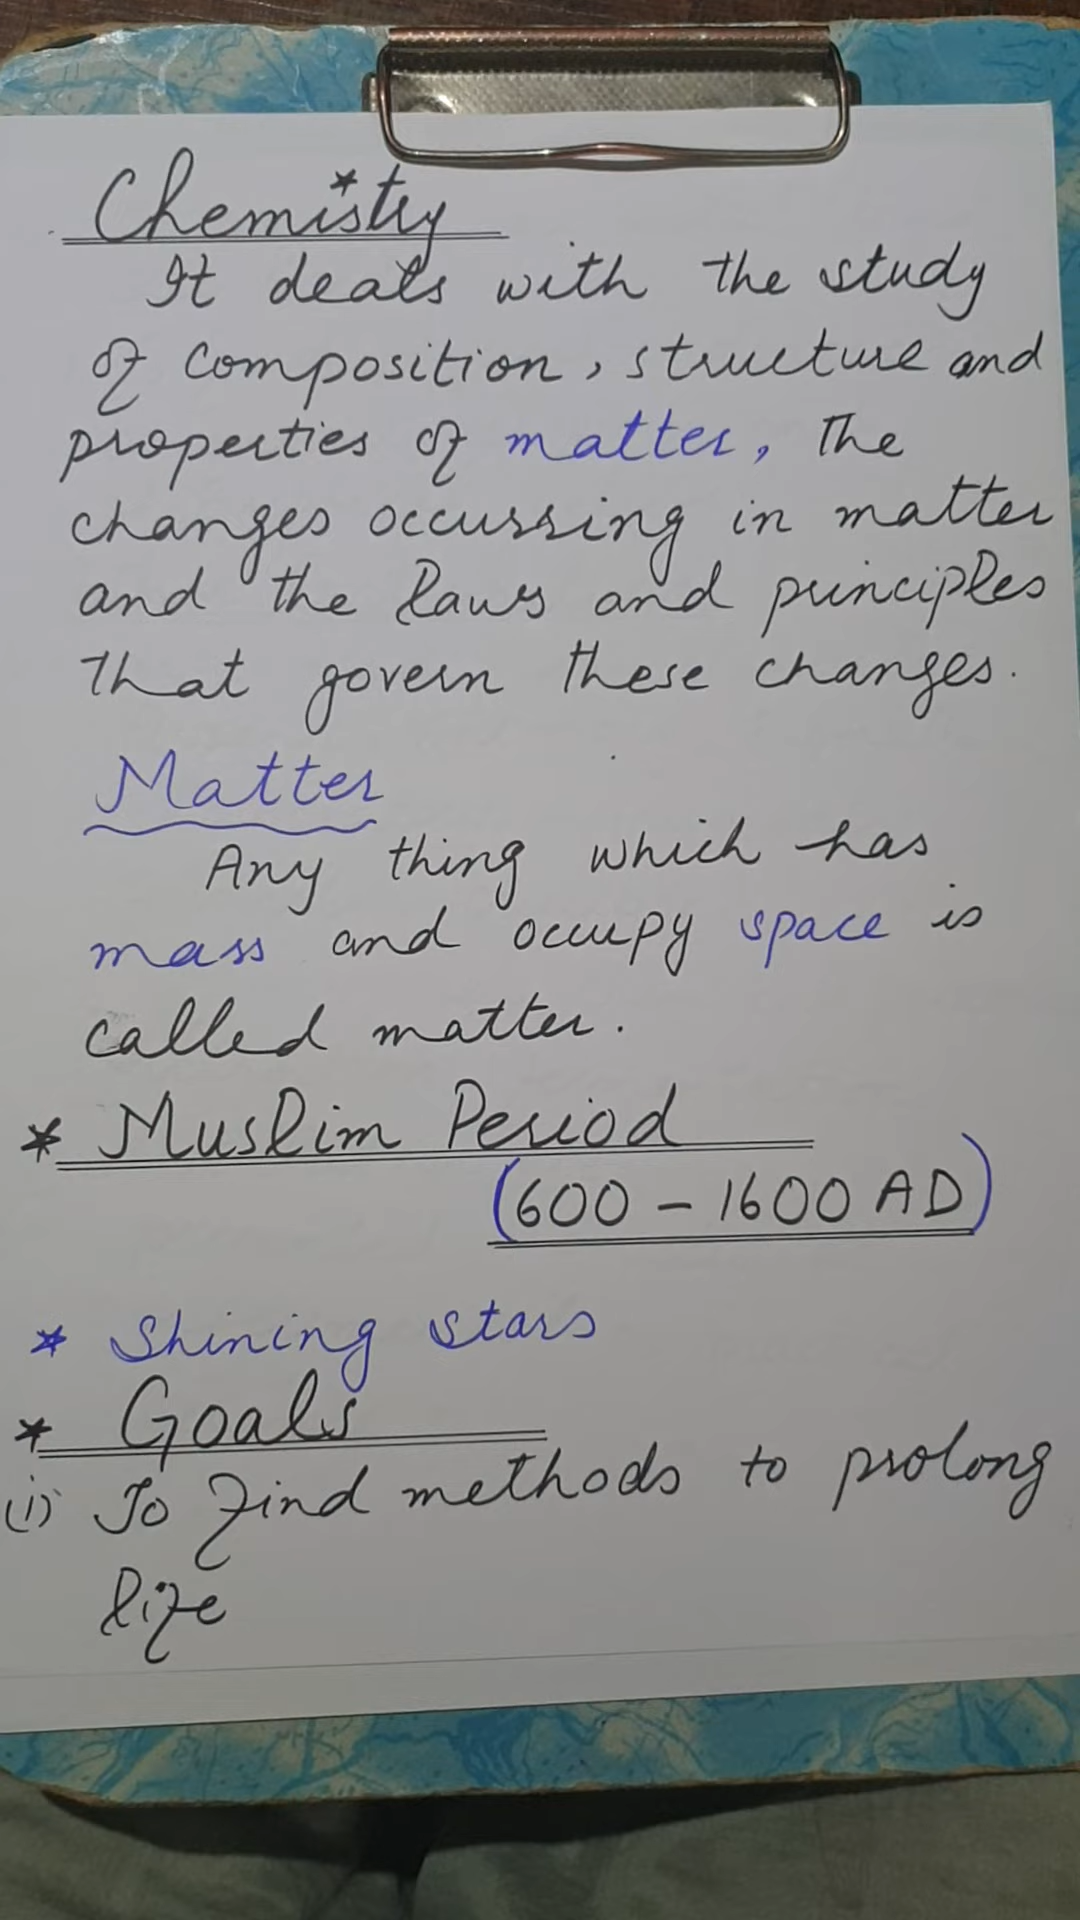 Chemistry
It deals with the study
of composition, structure and
properties of matter, The
changes occurring in matter
and the laws and principles
That govern these changes.
Matter
Any thing which has
mass and occupy space is
called matter.
* Muslim Period
(600 - 1600 AD)
* Shining stars
* Goals
(i) To find methods to prolong
life